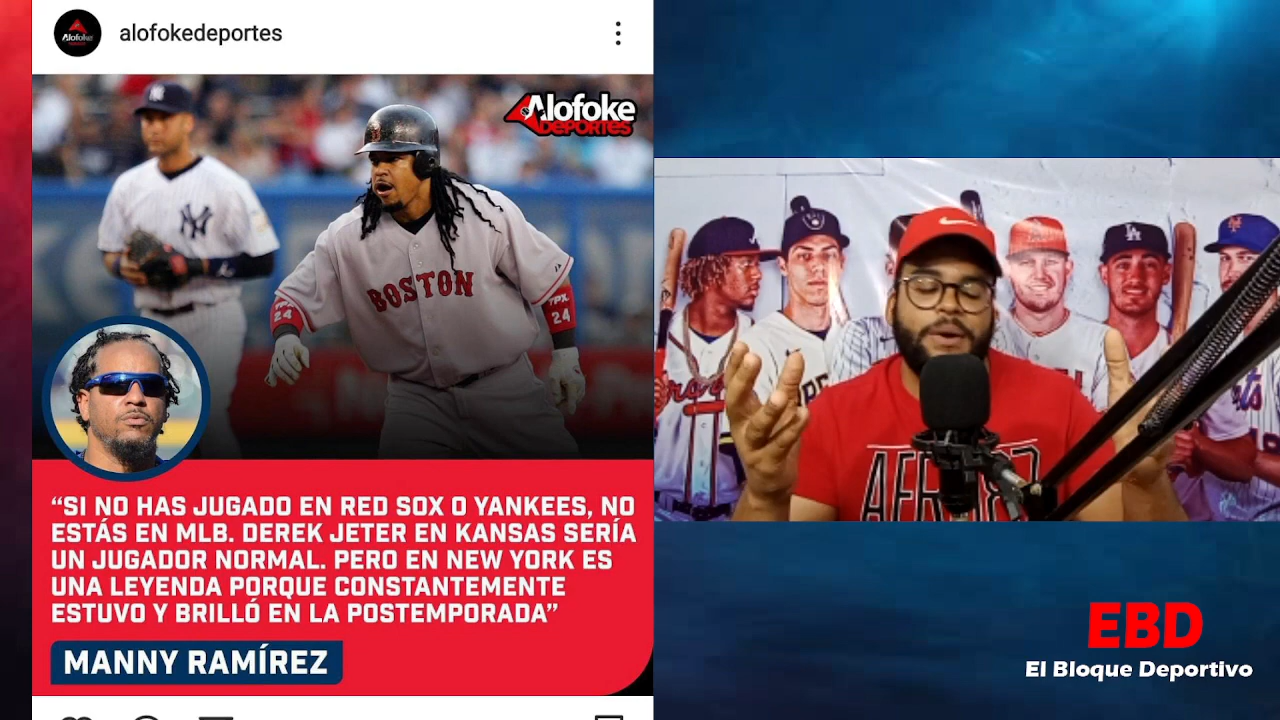 alofokedeportes
Alofoke
DEPORTES
BOSTON
24
TPX
24
“SI NO HAS JUGADO EN RED SOX O YANKEES, NO
ESTÁS EN MLB. DEREK JETER EN KANSAS SERÍA
UN JUGADOR NORMAL. PERO EN NEW YORK ES
UNA LEYENDA PORQUE CONSTANTEMENTE
ESTUVO Y BRILLÓ EN LA POSTEMPORADA”
MANNY RAMÍREZ
EBD
El Bloque Deportivo